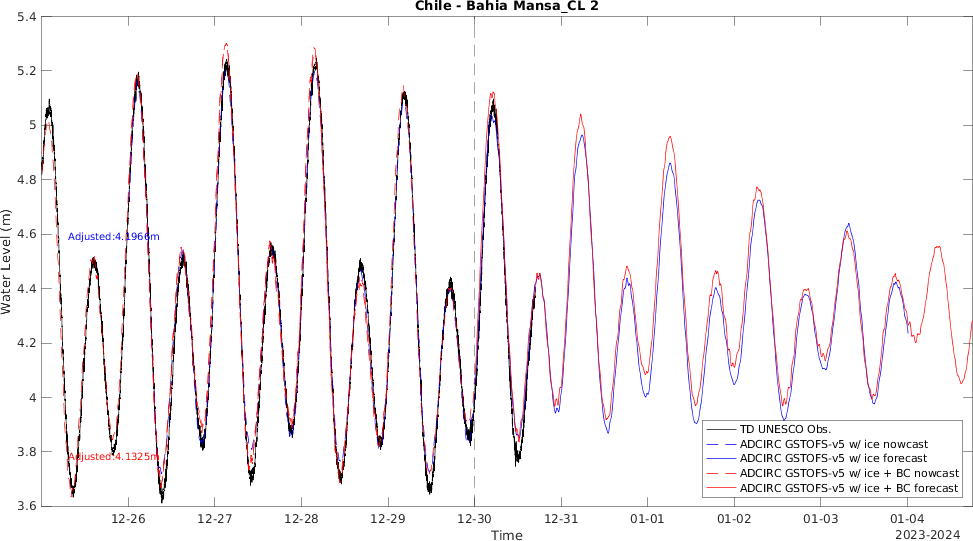 Chile - Bahia Mansa_CL 2
5.4
5.2
5
4.8
4.6
4.4
4.2
4
3.8
3.6
Water Level (m)
Adjusted:4.1966m
Adjusted:4.1325m
TD UNESCO Obs.
ADCIRC GSTOFS-v5 w/ ice nowcast
ADCIRC GSTOFS-v5 w/ ice forecast
ADCIRC GSTOFS-v5 w/ ice + BC nowcast
ADCIRC GSTOFS-v5 w/ ice + BC forecast
12-26 12-27 12-28 12-29 12-30 12-31 01-01 01-02 01-03 01-04
Time
2023-2024